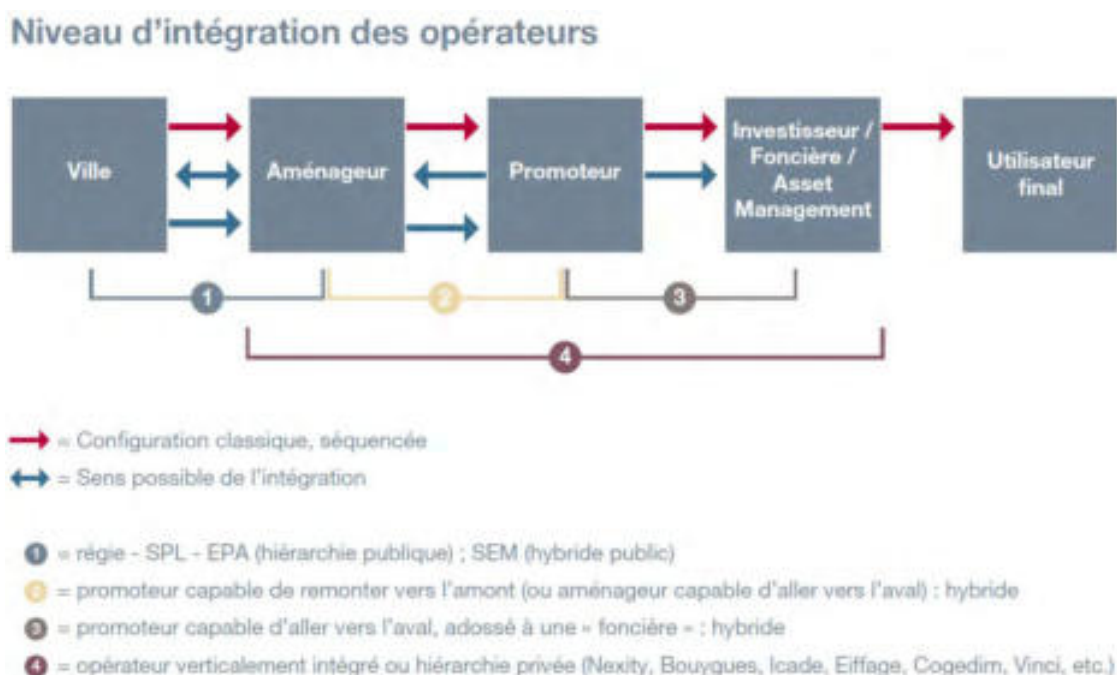 Niveau d'intégration des opérateurs
Ville
Aménageur
Promoteur
Investisseur /
Foncière /
Asset
Management
Utilisateur
final
1
2
3
4
= Configuration classique, séquencée
= Sens possible de l'intégration
1 = régie - SPL - EPA (hiérarchie publique) ; SEM (hybride public)
2 = promoteur capable de remonter vers l'amont (ou aménageur capable d'aller vers l'aval) : hybride
3 = promoteur capable d'aller vers l'aval, adossé à une « foncière » : hybride
4 = opérateur verticalement intégré ou hiérarchie privée (Nexity, Bouygues, Icade, Eiffage, Cogedim, Vinci, etc.)